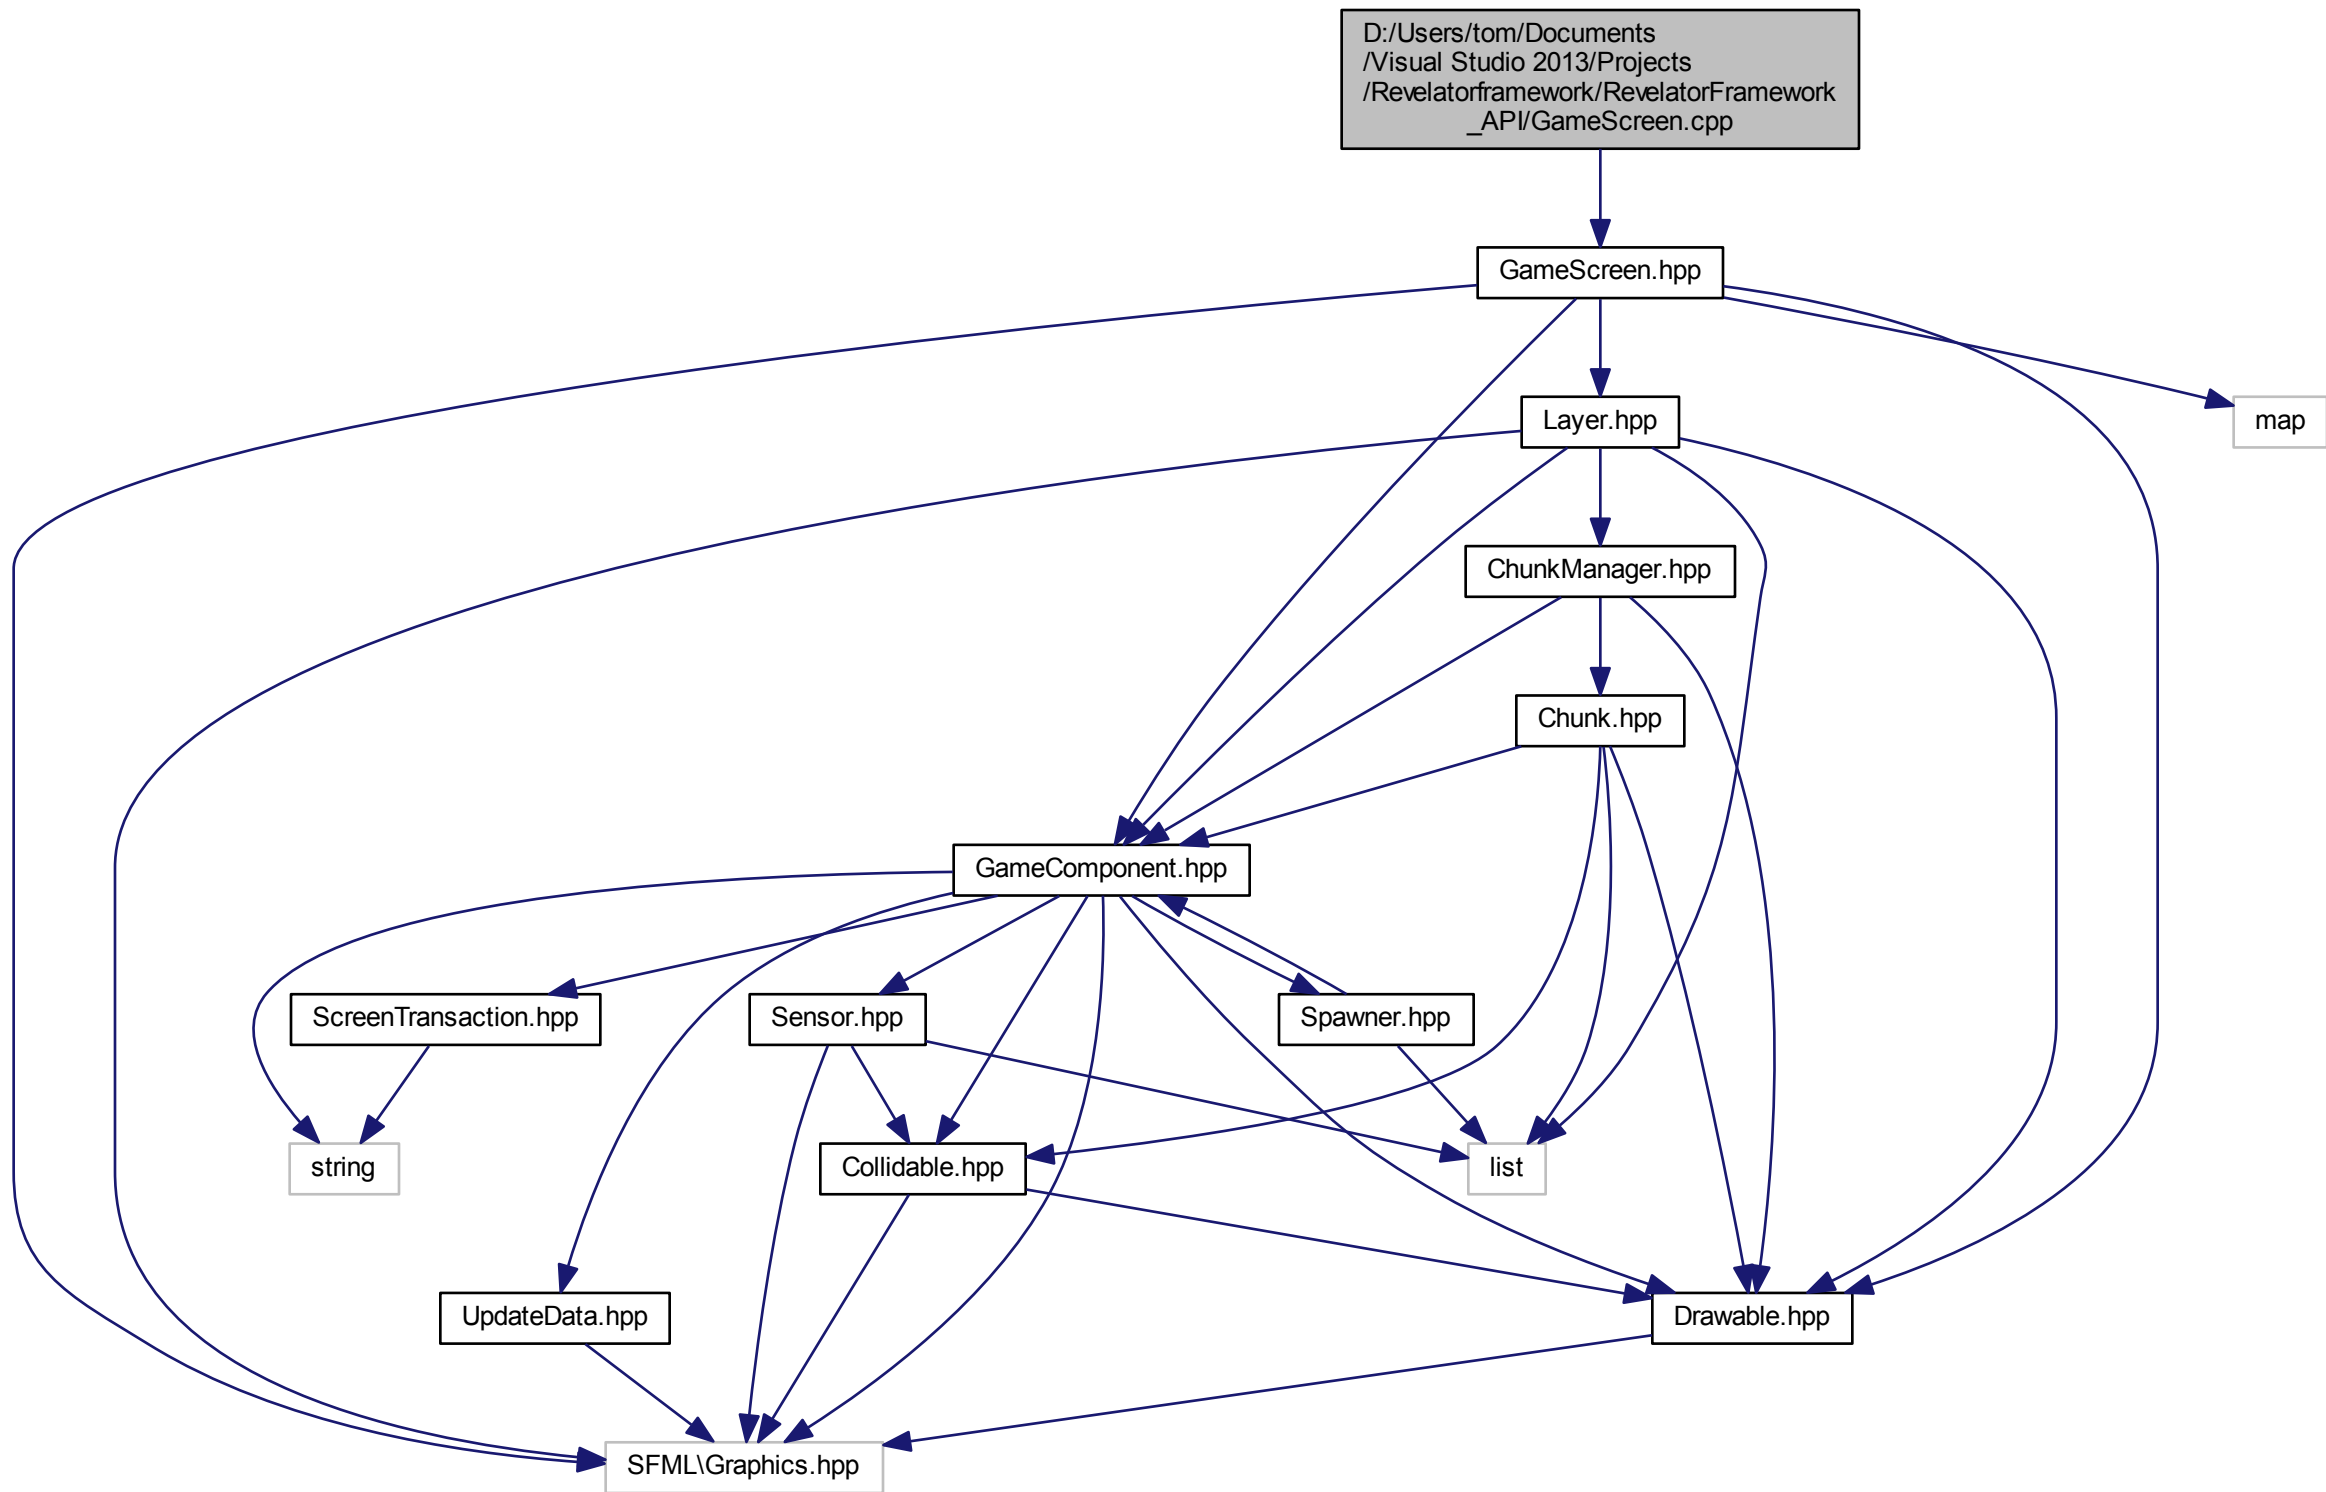 D:/Users/tom/Documents
/Visual Studio 2013/Projects
/Revelatorframework/RevelatorFramework
_API/GameScreen.cpp
GameScreen.hpp
Layer.hpp
map
ChunkManager.hpp
Chunk.hpp
GameComponent.hpp
ScreenTransaction.hpp
Sensor.hpp
Spawner.hpp
string
Collidable.hpp
list
UpdateData.hpp
Drawable.hpp
SFML\Graphics.hpp